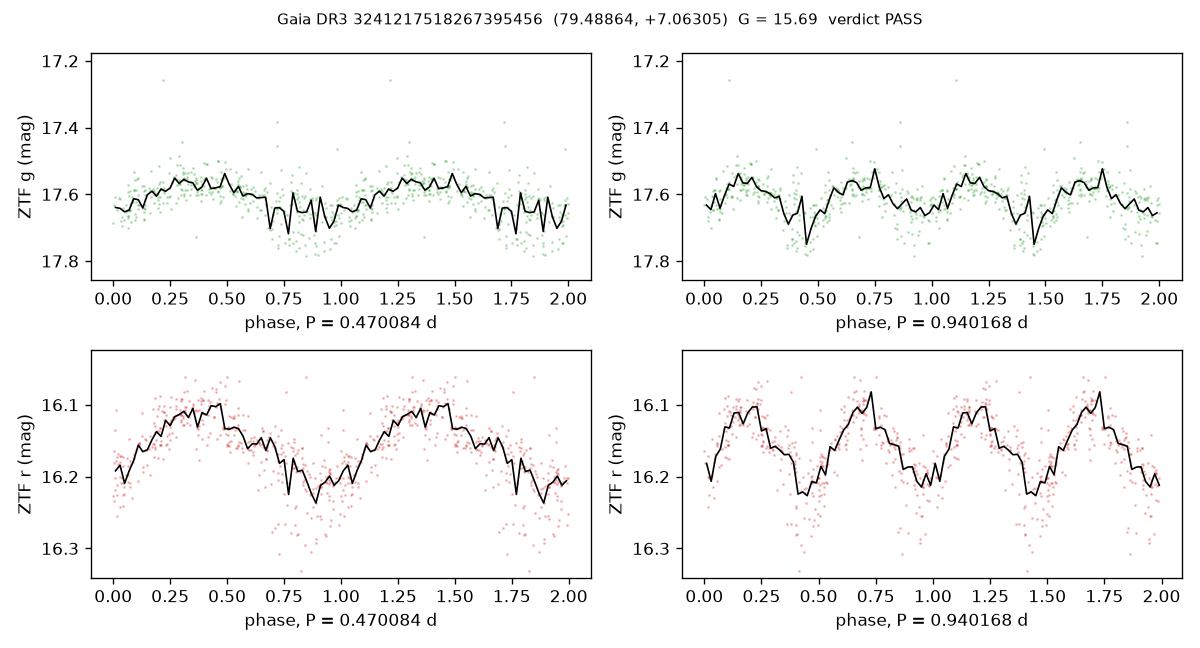 Gaia DR3 3241217518267395456 (79.48864, +7.06305) G = 15.69 verdict PASS
17.2
17.4
17.6
17.8
ZTF g (mag)
0.00 0.25 0.50 0.75 1.00 1.25 1.50 1.75 2.00
phase, P = 0.470084 d
17.2
17.4
17.6
17.8
ZTF g (mag)
0.00 0.25 0.50 0.75 1.00 1.25 1.50 1.75 2.00
phase, P = 0.940168 d
16.1
16.2
16.3
ZTF r (mag)
0.00 0.25 0.50 0.75 1.00 1.25 1.50 1.75 2.00
phase, P = 0.470084 d
16.1
16.2
16.3
ZTF r (mag)
0.00 0.25 0.50 0.75 1.00 1.25 1.50 1.75 2.00
phase, P = 0.940168 d